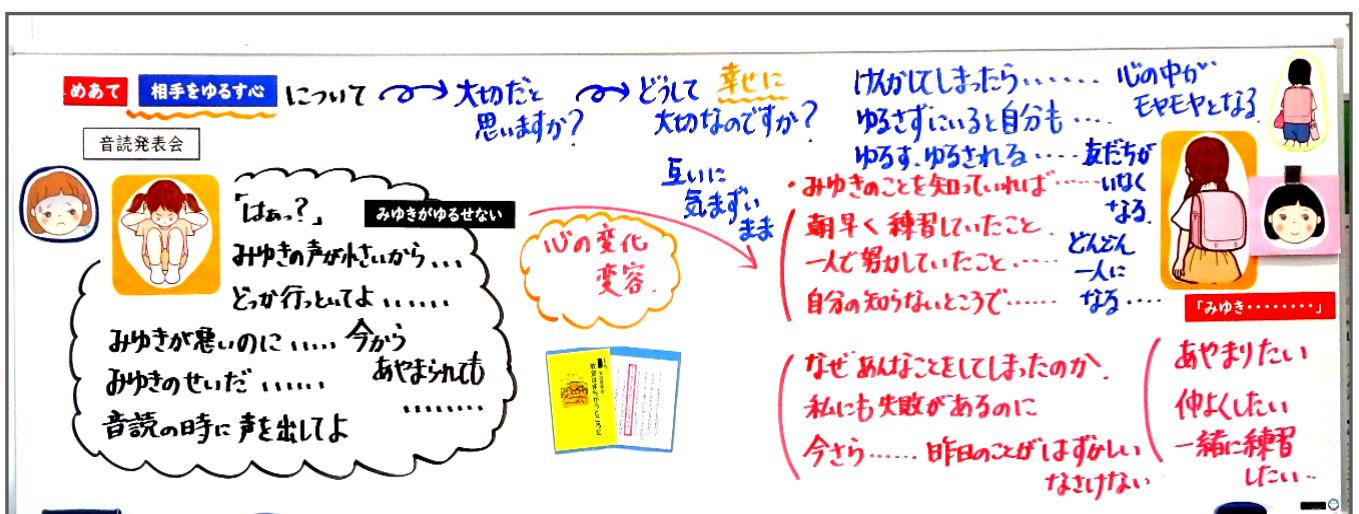 めあて 相手をゆるす心 について → 大切だと思いますか? → どうして幸せに大切なのですか?
けんかしてしまったら‥‥‥ 心の中がモヤモヤとなる
ゆるさずにいると自分も‥‥
ゆるす、ゆるされる‥‥‥ 友だちがいなくなる
どんどん一人になる‥‥
互いに気まずいまま
音読発表会
「はぁっ?」
みゆきがゆるせない
みゆきの声が小さいから‥‥
どっか行っといてよ‥‥‥
みゆきが悪いのに‥‥‥ 今からあやまられても‥‥‥
みゆきのせいだ‥‥‥
音読の時に声を出してよ
心の変化
変容
・みゆきのことを知っていれば‥‥‥
朝早く練習していたこと
一人で努力していたこと‥‥‥
自分の知らないところで‥‥‥
「みゆき・・・・・・・・・」
なぜあんなことをしてしまったのか
私にも失敗があるのに
今さら‥‥‥昨日のことがはずかしい
なさけない
あやまりたい
仲よくしたい
一緒に練習
したい‥